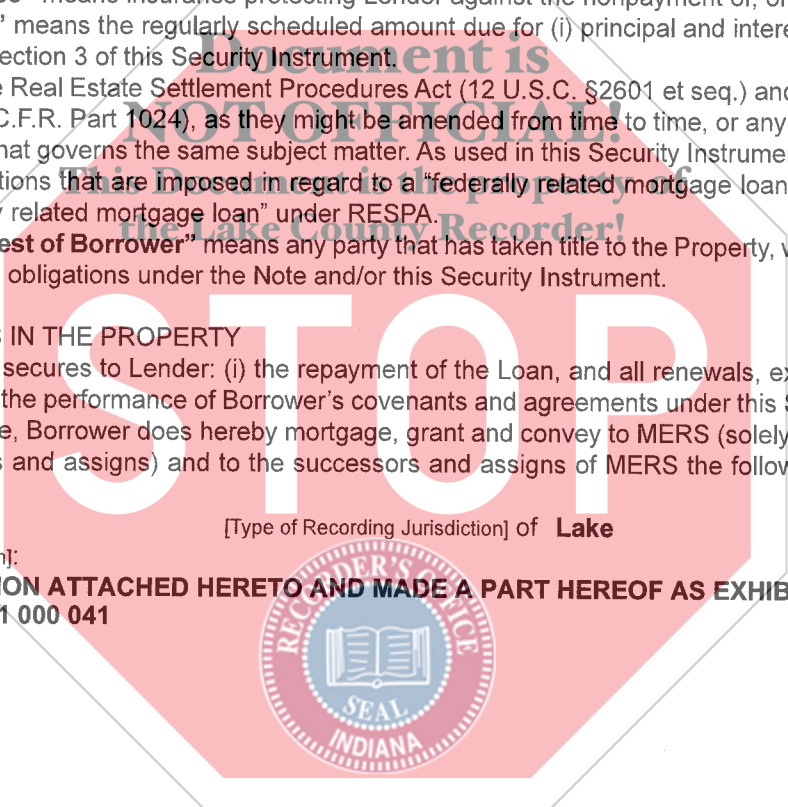 means insurance protecting Lender against the nonpayment of, or
” means the regularly scheduled amount due for (i) principal and intere
ection 3 of this Security Instrument.
Document is
e Real Estate Settlement Procedures Act (12 U.S.C. §2601 et seq.) and
NOT OFFICIAL!
C.F.R. Part 1024), as they might be amended from time to time, or any
hat governs the same subject matter. As used in this Security Instrume
tions that are imposed in regard to a “federally related mortgage loan
This Document is the property of
y related mortgage loan” under RESPA.
the Lake County Recorder!
est of Borrower” means any party that has taken title to the Property, w
obligations under the Note and/or this Security Instrument.
STOP
S IN THE PROPERTY
secures to Lender: (i) the repayment of the Loan, and all renewals, ex
the performance of Borrower’s covenants and agreements under this S
e, Borrower does hereby mortgage, grant and convey to MERS (solely
s and assigns) and to the successors and assigns of MERS the follow
[Type of Recording Jurisdiction] of Lake
n]:
ION ATTACHED HERETO AND MADE A PART HEREOF AS EXHIB
1 000 041
RECORDER'S OFFICE
SEAL
INDIANA